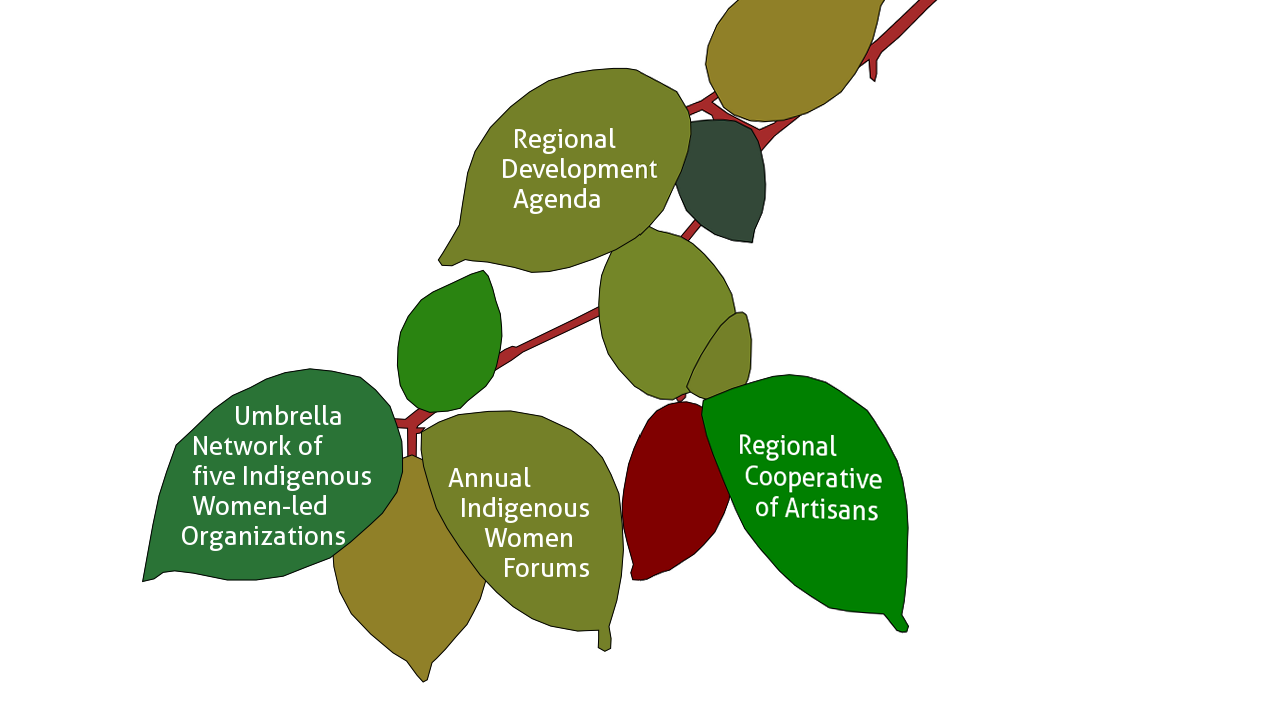 Regional
Development
Agenda
Umbrella
Network of
five Indigenous
Women-led
Organizations
Annual
Indigenous
Women
Forums
Regional
Cooperative
of Artisans